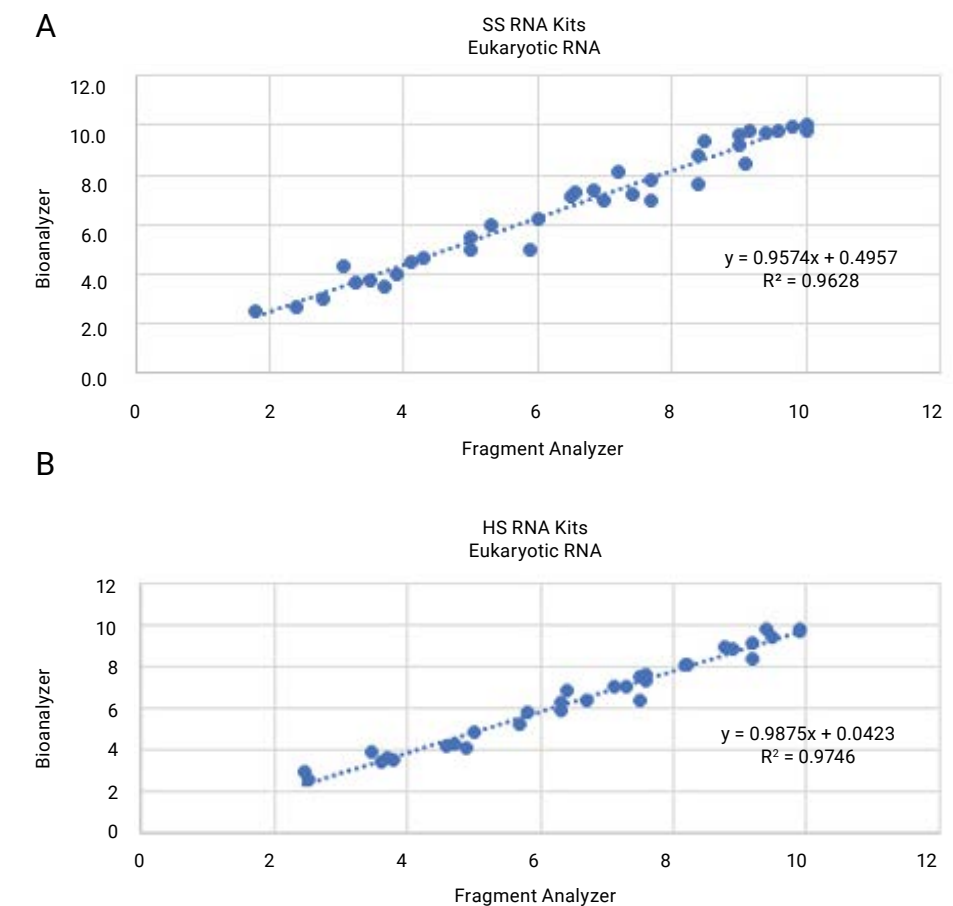 A
SS RNA Kits
Eukaryotic RNA
12.0
10.0
8.0
6.0
4.0
2.0
0.0
Bioanalyzer
y = 0.9574x + 0.4957
R² = 0.9628
0 2 4 6 8 10 12
Fragment Analyzer
B
HS RNA Kits
Eukaryotic RNA
12
10
8
6
4
2
0
Bioanalyzer
y = 0.9875x + 0.0423
R² = 0.9746
0 2 4 6 8 10 12
Fragment Analyzer